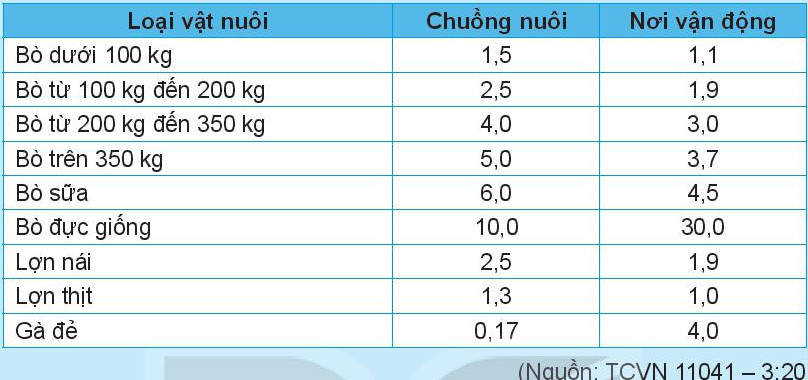 Loại vật nuôi Chuồng nuôi Nơi vận động
Bò dưới 100 kg 1,5 1,1
Bò từ 100 kg đến 200 kg 2,5 1,9
Bò từ 200 kg đến 350 kg 4,0 3,0
Bò trên 350 kg 5,0 3,7
Bò sữa 6,0 4,5
Bò đực giống 10,0 30,0
Lợn nái 2,5 1,9
Lợn thịt 1,3 1,0
Gà đẻ 0,17 4,0
(Nguồn: TCVN 11041 – 3:20